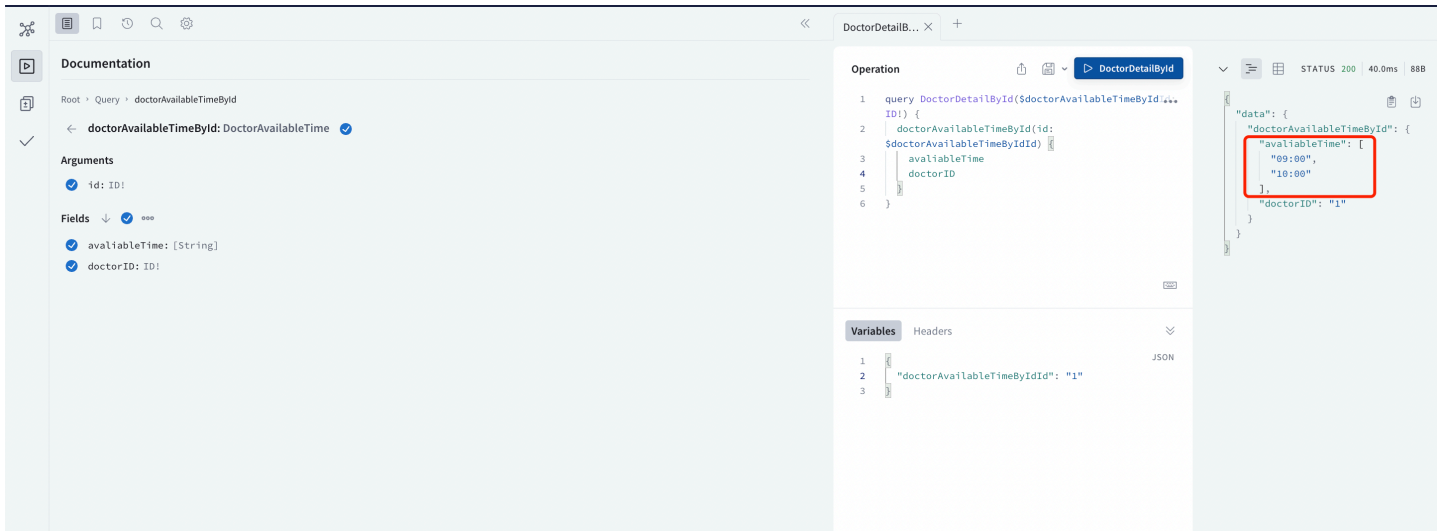 Documentation
Root › Query › doctorAvailableTimeById
doctorAvailableTimeById: DoctorAvailableTime
Arguments
id: ID!
Fields
avaliableTime: [String]
doctorID: ID!
DoctorDetailB...
Operation
DoctorDetailById
1 query DoctorDetailById($doctorAvailableTimeByIdId:
ID!) {
2 doctorAvailableTimeById(id:
$doctorAvailableTimeByIdId) {
3 avaliableTime
4 doctorID
5 }
6 }
Variables
Headers
JSON
1 {
2 "doctorAvailableTimeByIdId": "1"
3 }
STATUS 200 40.0ms 88B
{
"data": {
"doctorAvailableTimeById": {
"avaliableTime": [
"09:00",
"10:00"
],
"doctorID": "1"
}
}
}